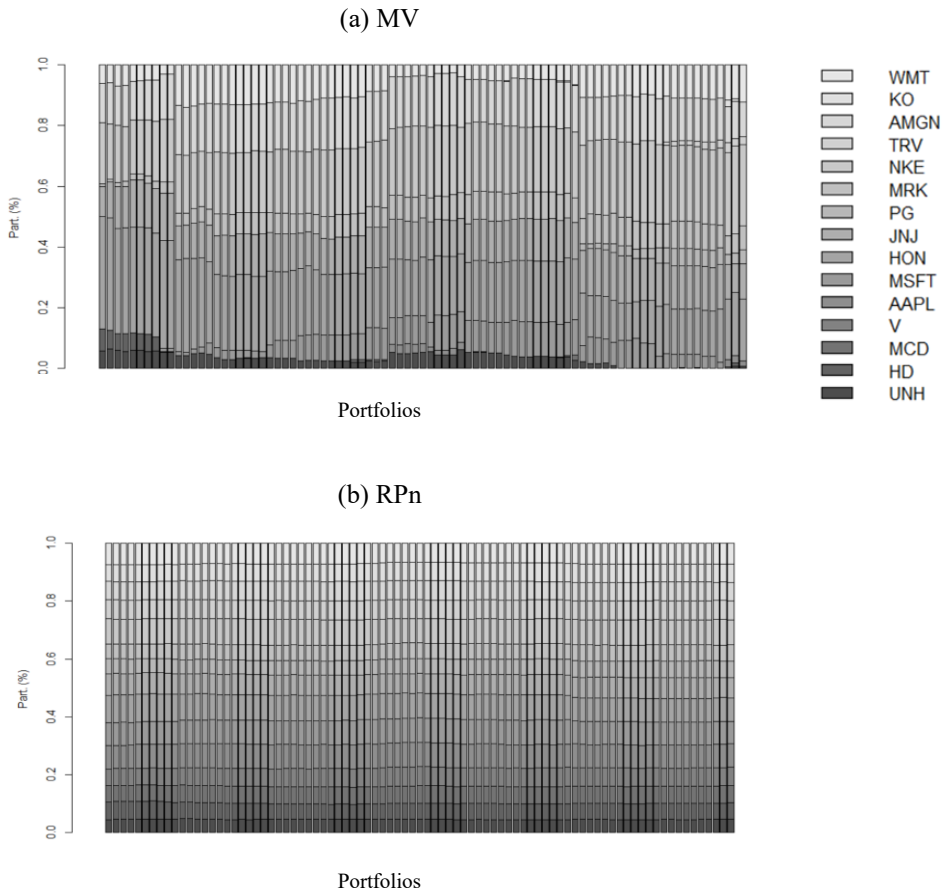 (a) MV
1.0
0.8
0.6
0.4
0.2
0.0
Part. (%)
Portfolios
WMT
KO
AMGN
TRV
NKE
MRK
PG
JNJ
HON
MSFT
AAPL
V
MCD
HD
UNH
(b) RPn
1.0
0.8
0.6
0.4
0.2
0.0
Part. (%)
Portfolios